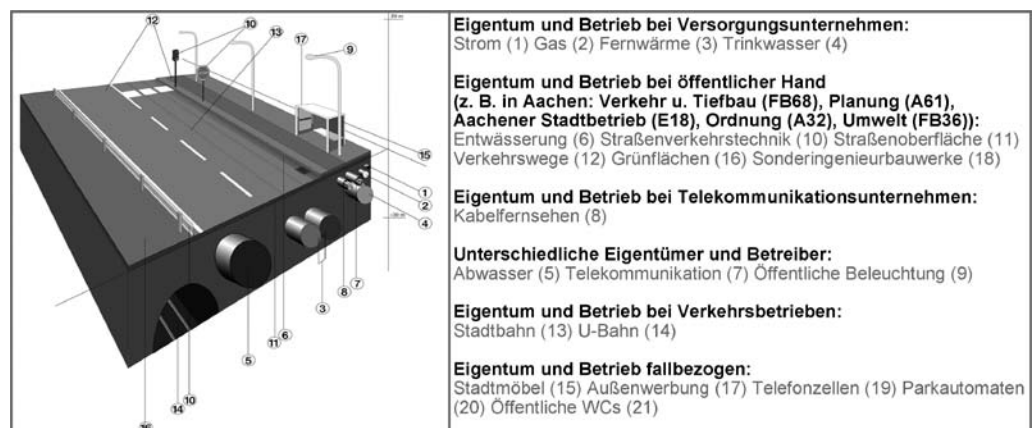 12
10
13
17
9
20 m
15
1
2
4
-20 m
7
8
3
6
11
5
10
14
Eigentum und Betrieb bei Versorgungsunternehmen:
Strom (1) Gas (2) Fernwärme (3) Trinkwasser (4)
Eigentum und Betrieb bei öffentlicher Hand
(z. B. in Aachen: Verkehr u. Tiefbau (FB68), Planung (A61),
Aachener Stadtbetrieb (E18), Ordnung (A32), Umwelt (FB36)):
Entwässerung (6) Straßenverkehrstechnik (10) Straßenoberfläche (11)
Verkehrswege (12) Grünflächen (16) Sonderingenieurbauwerke (18)
Eigentum und Betrieb bei Telekommunikationsunternehmen:
Kabelfernsehen (8)
Unterschiedliche Eigentümer und Betreiber:
Abwasser (5) Telekommunikation (7) Öffentliche Beleuchtung (9)
Eigentum und Betrieb bei Verkehrsbetrieben:
Stadtbahn (13) U-Bahn (14)
Eigentum und Betrieb fallbezogen:
Stadtmöbel (15) Außenwerbung (17) Telefonzellen (19) Parkautomaten
(20) Öffentliche WCs (21)